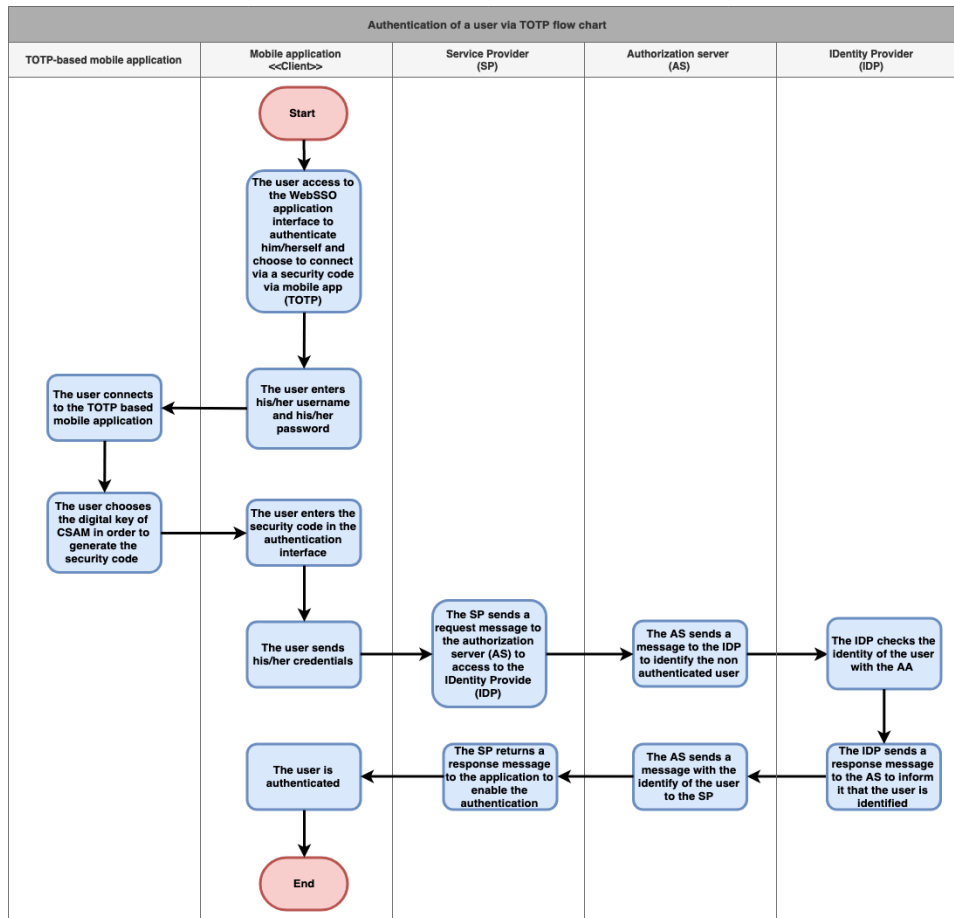 Authentication of a user via TOTP flow chart
TOTP-based mobile application
Mobile application
<<Client>>
Service Provider
(SP)
Authorization server
(AS)
IDentity Provider
(IDP)
Start
The user access to
the WebSSO
application
interface to
authenticate
him/herself and
choose to connect
via a security code
via mobile app
(TOTP)
The user connects
to the TOTP based
mobile application
The user enters
his/her username
and his/her
password
The user chooses
the digital key of
CSAM in order to
generate the
security code
The user enters the
security code in the
authentication
interface
The user sends
his/her credentials
The SP sends a
request message to
the authorization
server (AS) to
access to the
IDentity Provide
(IDP)
The AS sends a
message to the IDP
to identify the non
authenticated user
The IDP checks the
identity of the user
with the AA
The user is
authenticated
The SP returns a
response message
to the application to
enable the
authentication
The AS sends a
message with the
identify of the user
to the SP
The IDP sends a
response message
to the AS to inform
it that the user is
identified
End